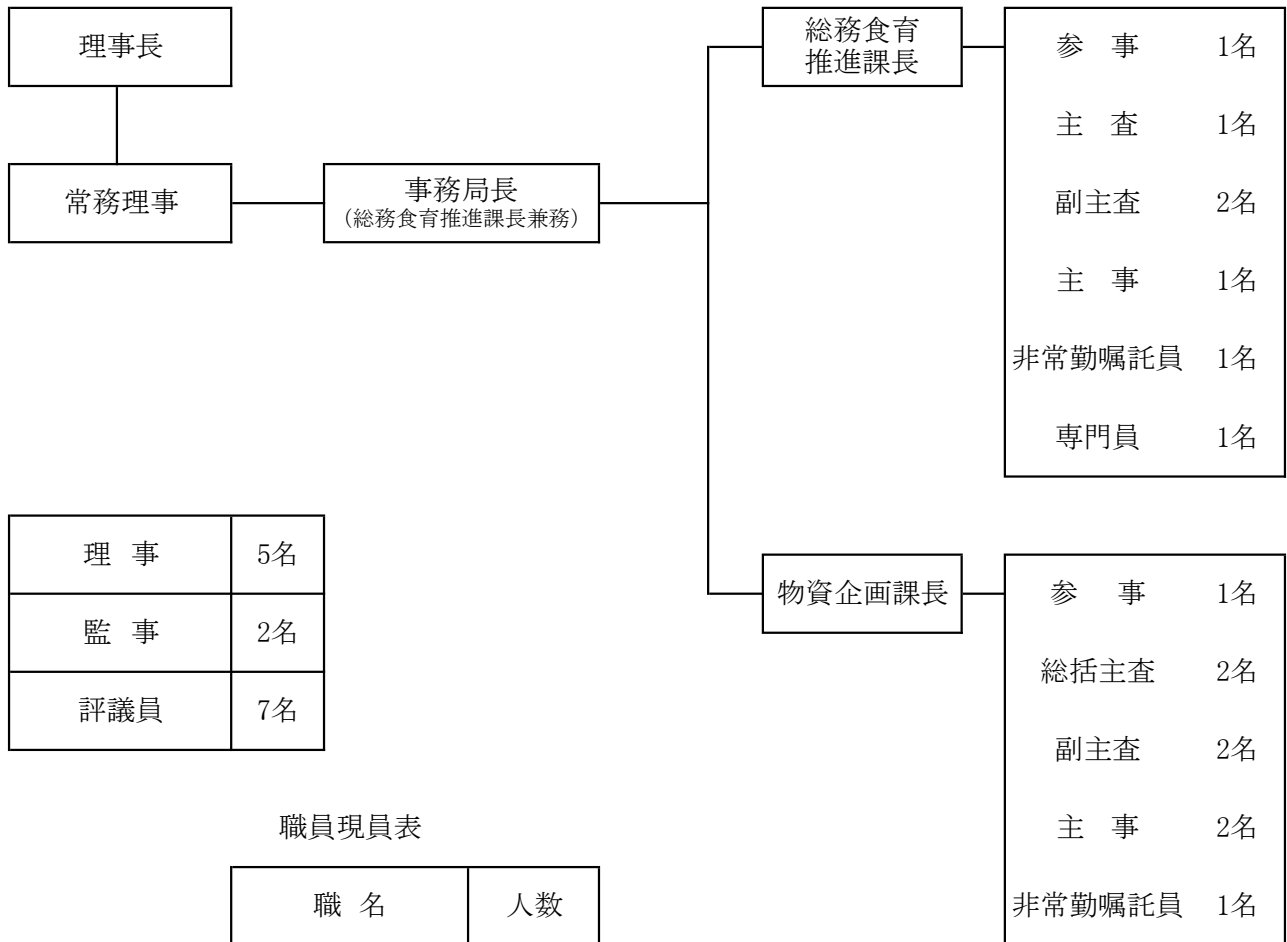 理事長
常務理事
事務局長
(総務食育推進課長兼務)
総務食育
推進課長
参 事 1名
主 査 1名
副主査 2名
主 事 1名
非常勤嘱託員 1名
専門員 1名
物資企画課長
参 事 1名
総括主査 2名
副主査 2名
主 事 2名
非常勤嘱託員 1名
理 事 5名
監 事 2名
評議員 7名
職員現員表
職 名 人数